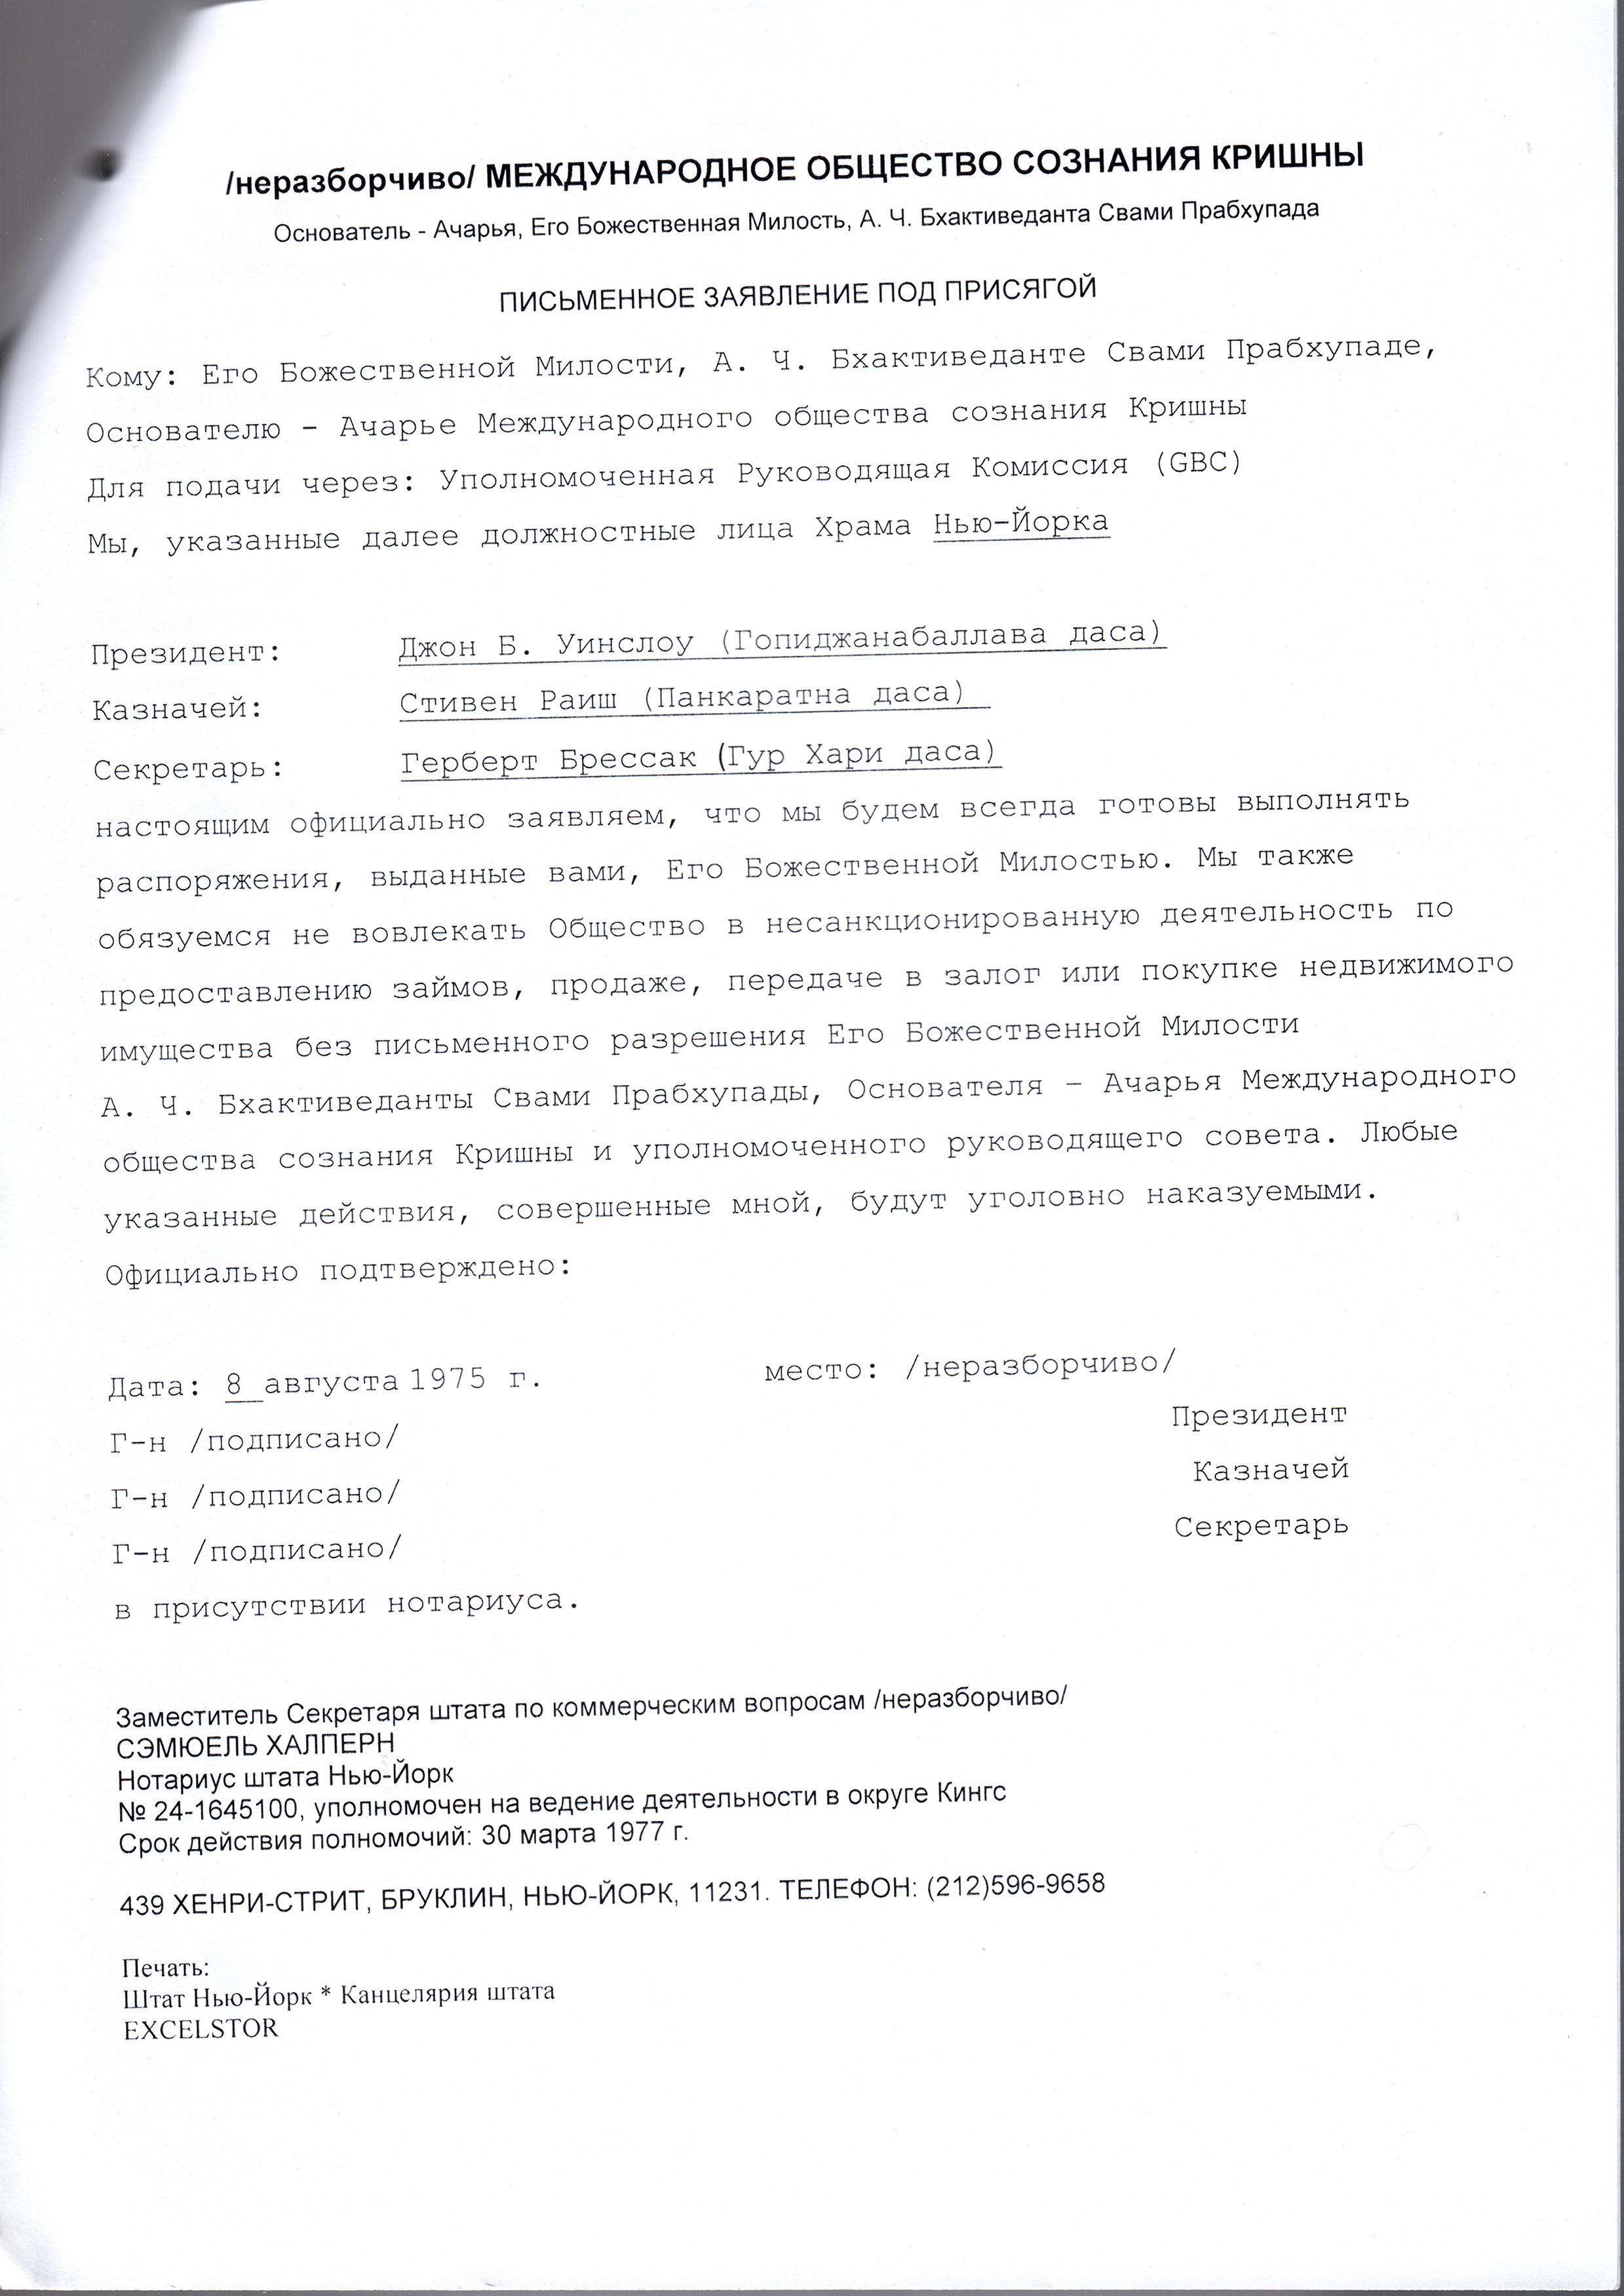 /неразборчиво/ МЕЖДУНАРОДНОЕ ОБЩЕСТВО СОЗНАНИЯ КРИШНЫ
Основатель - Ачарья, Его Божественная Милость, А. Ч. Бхактиведанта Свами Прабхупада
ПИСЬМЕННОЕ ЗАЯВЛЕНИЕ ПОД ПРИСЯГОЙ
Кому: Его Божественной Милости, А. Ч. Бхактиведанте Свами Прабхупаде,
Основателю – Ачарье Международного общества сознания Кришны
Для подачи через: Уполномоченная Руководящая Комиссия (GBC)
Мы, указанные далее должностные лица Храма Нью-Йорка
Президент: Джон Б. Уинслоу (Гопиджанабаллава даса)
Казначей: Стивен Раиш (Панкаратна даса)
Секретарь: Герберт Брессак (Гур Хари даса)
настоящим официально заявляем, что мы будем всегда готовы выполнять
распоряжения, выданные вами, Его Божественной Милостью. Мы также
обязуемся не вовлекать Общество в несанкционированную деятельность по
предоставлению займов, продаже, передаче в залог или покупке недвижимого
имущества без письменного разрешения Его Божественной Милости
А. Ч. Бхактиведанты Свами Прабхупады, Основателя – Ачарья Международного
общества сознания Кришны и уполномоченного руководящего совета. Любые
указанные действия, совершенные мной, будут уголовно наказуемыми.
Официально подтверждено:
Дата: 8 августа 1975 г. место: /неразборчиво/
Г-н /подписано/ Президент
Г-н /подписано/ Казначей
Г-н /подписано/ Секретарь
в присутствии нотариуса.
Заместитель Секретаря штата по коммерческим вопросам /неразборчиво/
СЭМЮЕЛЬ ХАЛПЕРН
Нотариус штата Нью-Йорк
№ 24-1645100, уполномочен на ведение деятельности в округе Кингс
Срок действия полномочий: 30 марта 1977 г.
439 ХЕНРИ-СТРИТ, БРУКЛИН, НЬЮ-ЙОРК, 11231. ТЕЛЕФОН: (212)596-9658
Печать:
Штат Нью-Йорк * Канцелярия штата
EXCELSTOR